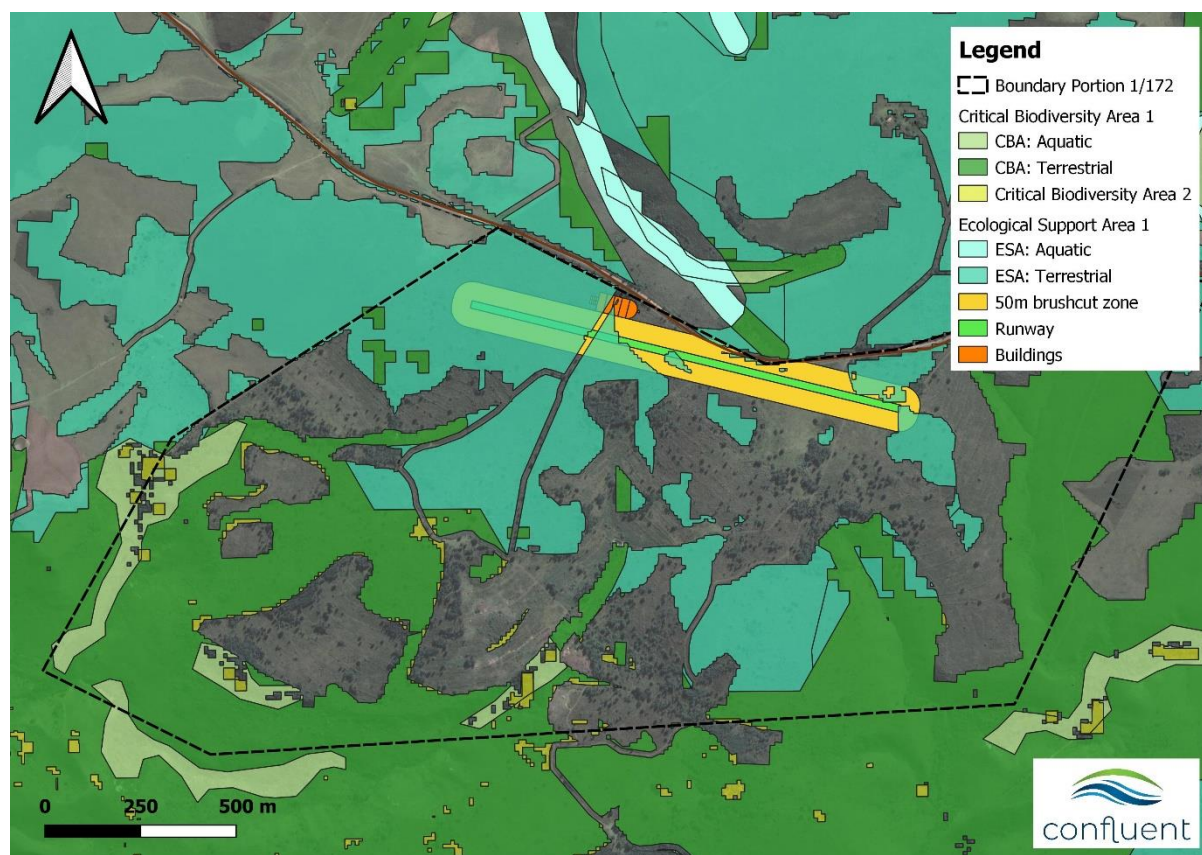 Legend
Boundary Portion 1/172
Critical Biodiversity Area 1
CBA: Aquatic
CBA: Terrestrial
Critical Biodiversity Area 2
Ecological Support Area 1
ESA: Aquatic
ESA: Terrestrial
50m brushcut zone
Runway
Buildings
0 250 500 m
confluent